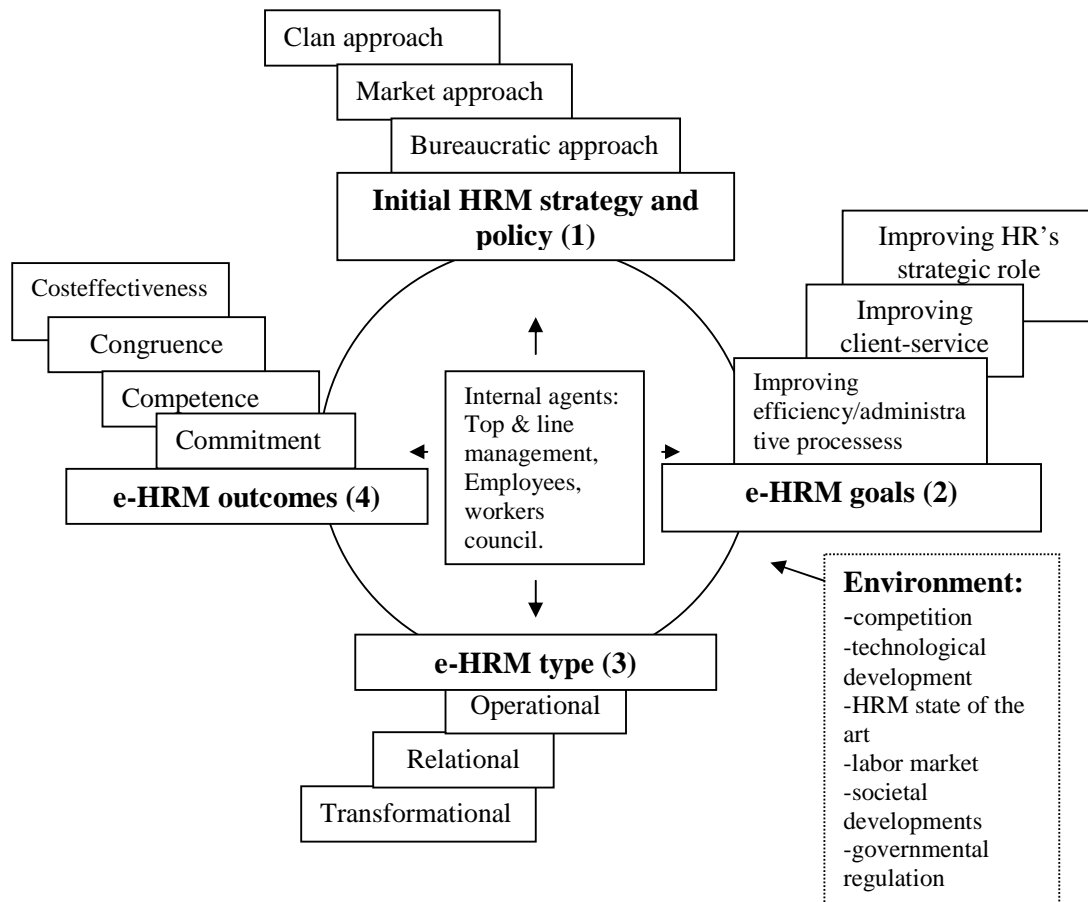 Clan approach
Market approach
Bureaucratic approach
Initial HRM strategy and
policy (1)
Improving HR’s
strategic role
Improving
client-service
Improving
efficiency/administra
tive processess
e-HRM goals (2)
Costeffectiveness
Congruence
Competence
Commitment
e-HRM outcomes (4)
Internal agents:
Top & line
management,
Employees,
workers
council.
e-HRM type (3)
Operational
Relational
Transformational
Environment:
-competition
-technological
development
-HRM state of the
art
-labor market
-societal
developments
-governmental
regulation